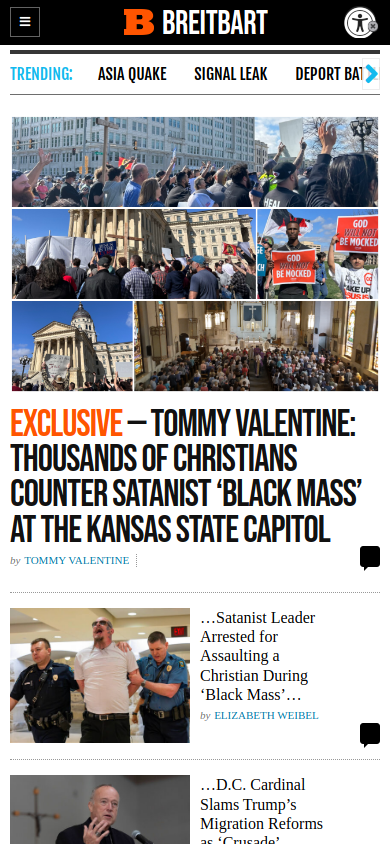 BREITBART
TRENDING:
ASIA QUAKE
SIGNAL LEAK
DEPORT BAT
HEAL
GOD
WILL NOT
BE MOCKED
GOD
WILL NOT
BE MOCKED
EXCLUSIVE – TOMMY VALENTINE:
THOUSANDS OF CHRISTIANS
COUNTER SATANIST ‘BLACK MASS’
AT THE KANSAS STATE CAPITOL
by TOMMY VALENTINE
…Satanist Leader
Arrested for
Assaulting a
Christian During
‘Black Mass’…
by ELIZABETH WEIBEL
…D.C. Cardinal
Slams Trump’s
Migration Reforms
as ‘Crusade’